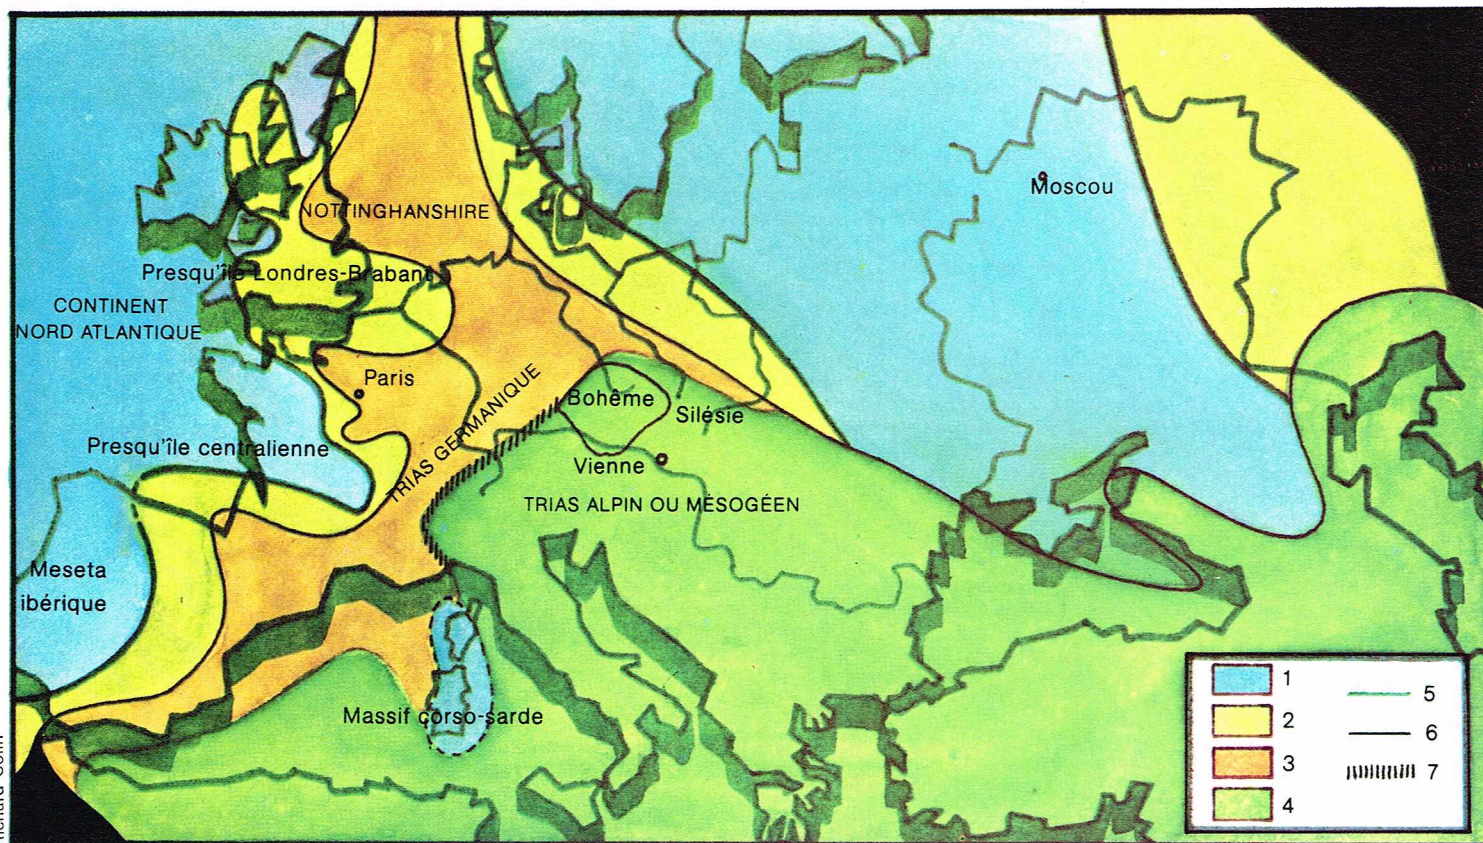 Moscou
NOTTINGHANSHIRE
Presqu'île Londres-Brabant
CONTINENT
NORD ATLANTIQUE
Paris
Bohême
Silésie
Presqu'île centralienne
TRIAS GERMANIQUE
Vienne
TRIAS ALPIN OU MÉSOGÉEN
Meseta
ibérique
Massif corso-sarde
1
2
3
4
5
6
7